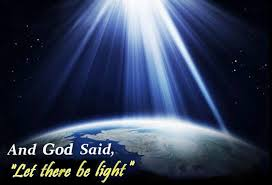 And God Said,
"Let there be light"